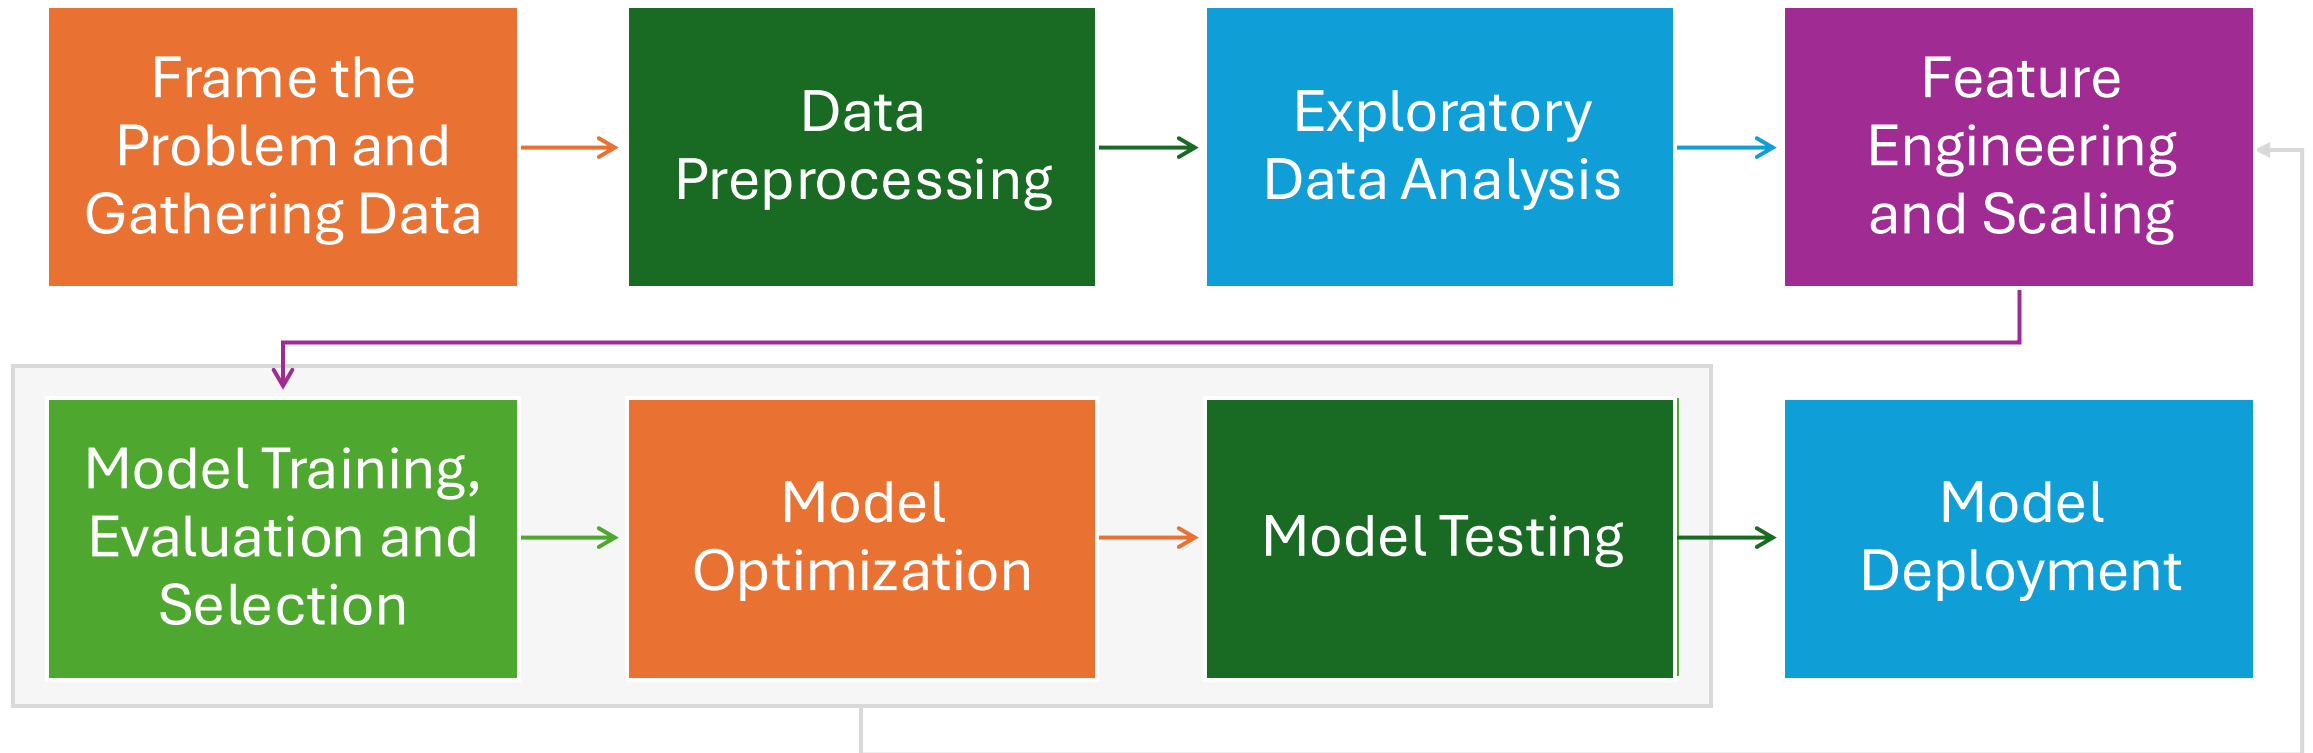 Frame the
Problem and
Gathering Data
Data
Preprocessing
Exploratory
Data Analysis
Feature
Engineering
and Scaling
Model Training,
Evaluation and
Selection
Model
Optimization
Model Testing
Model
Deployment